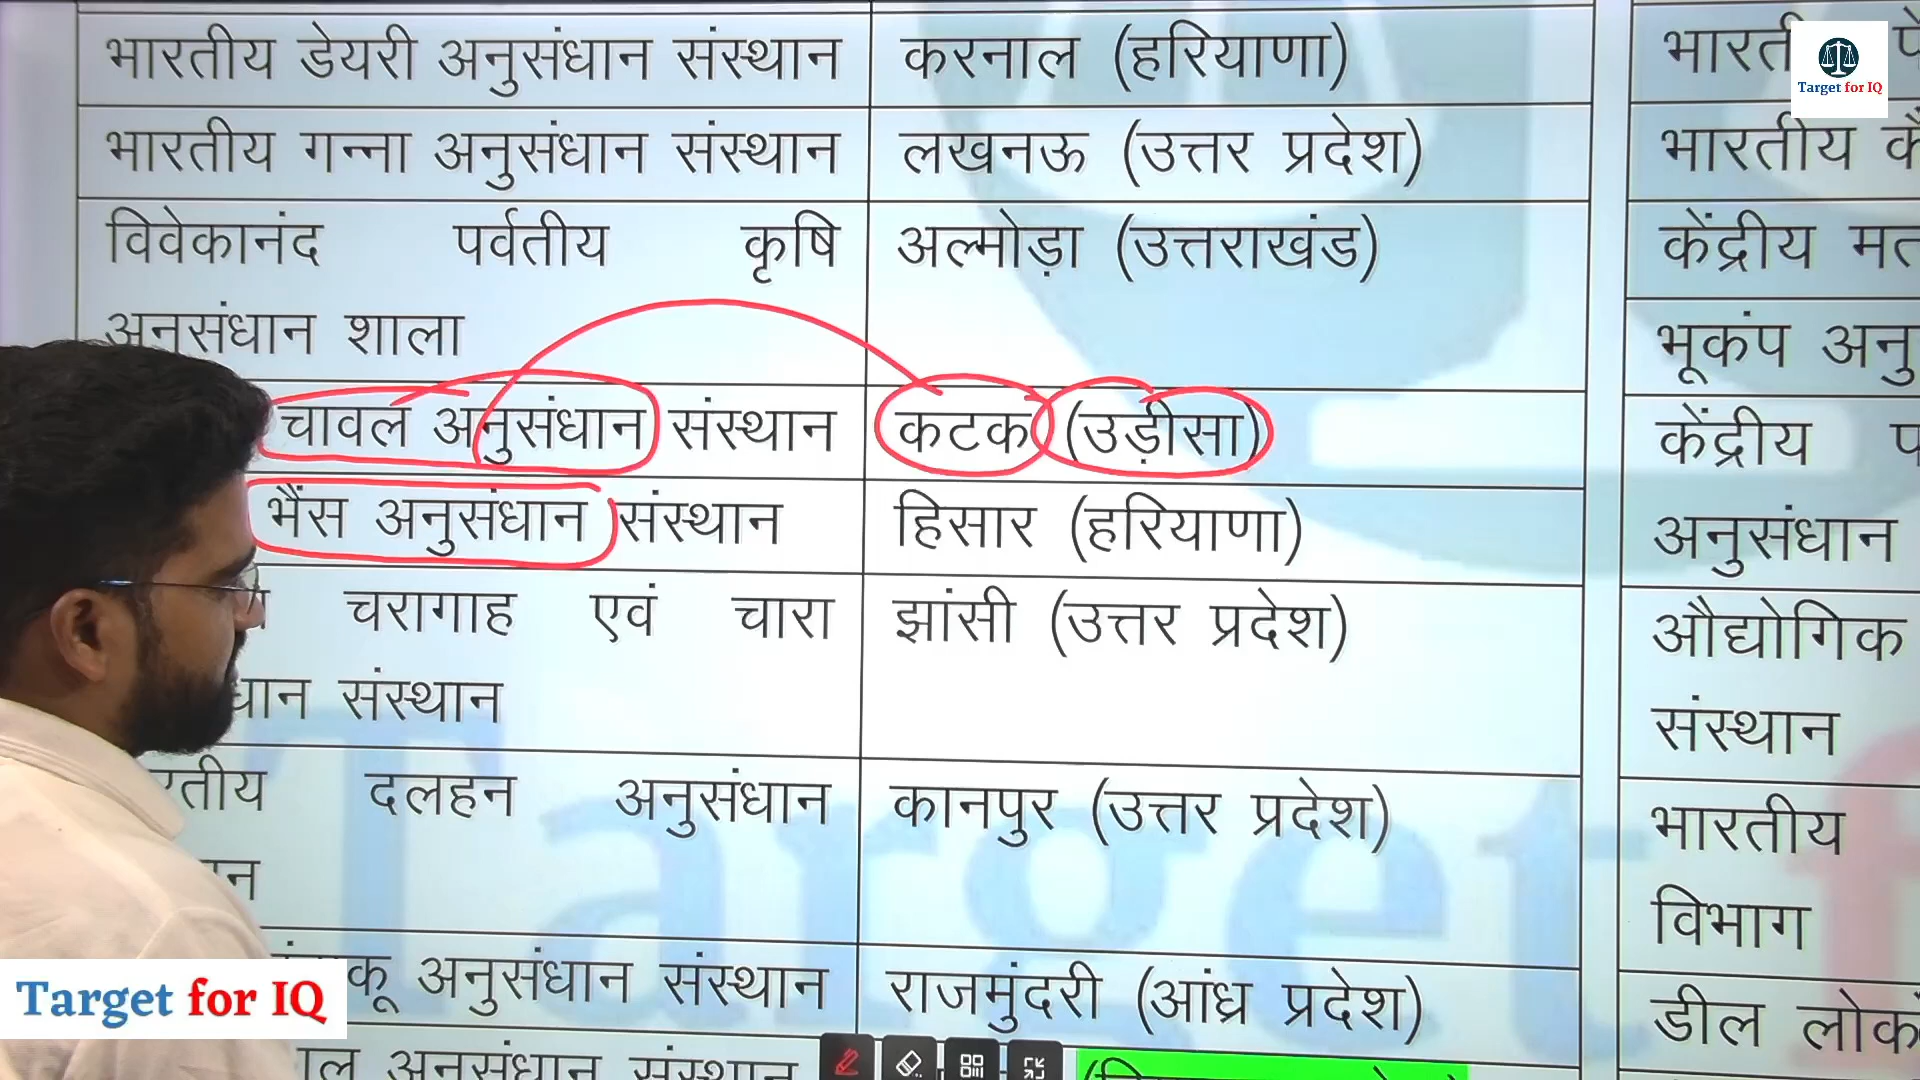 भारतीय डेयरी अनुसंधान संस्थान
करनाल (हरियाणा)
भारतीय गन्ना अनुसंधान संस्थान
लखनऊ (उत्तर प्रदेश)
विवेकानंद पर्वतीय कृषि
अल्मोड़ा (उत्तराखंड)
अनुसंधान शाला
चावल अनुसंधान संस्थान
कटक (उड़ीसा)
भैंस अनुसंधान संस्थान
हिसार (हरियाणा)
चरागाह एवं चारा
झांसी (उत्तर प्रदेश)
संस्थान
दलहन अनुसंधान
कानपुर (उत्तर प्रदेश)
अनुसंधान संस्थान
राजमुंदरी (आंध्र प्रदेश)
अनुसंधान संस्थान
भारतीय
केंद्रीय
भूकंप
केंद्रीय
अनुसंधान
औद्योगिक
संस्थान
भारतीय
विभाग
डील
Target for IQ
Target for IQ
Target